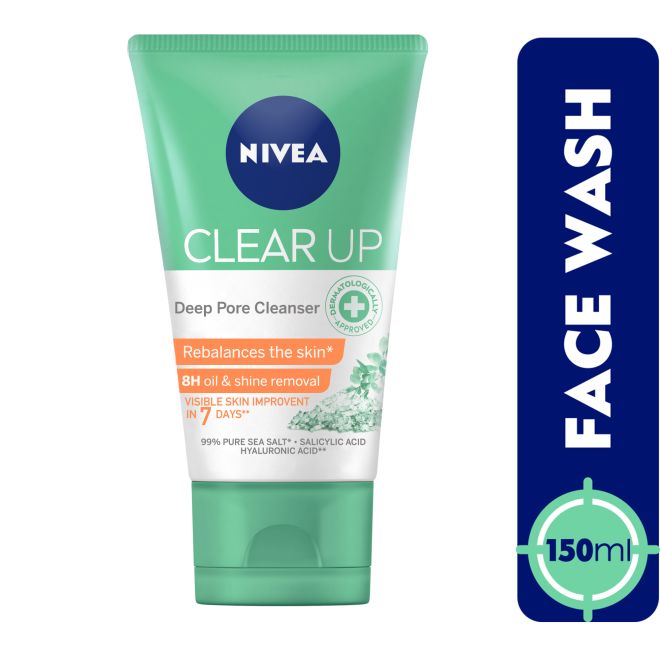 NIVEA
CLEAR UP
Deep Pore Cleanser
DERMATOLOGICALLY
APPROVED
Rebalances the skin*
8H oil & shine removal
VISIBLE SKIN IMPROVENT
IN 7 DAYS**
99% PURE SEA SALT* • SALICYLIC ACID
HYALURONIC ACID**
FACE WASH
150ml